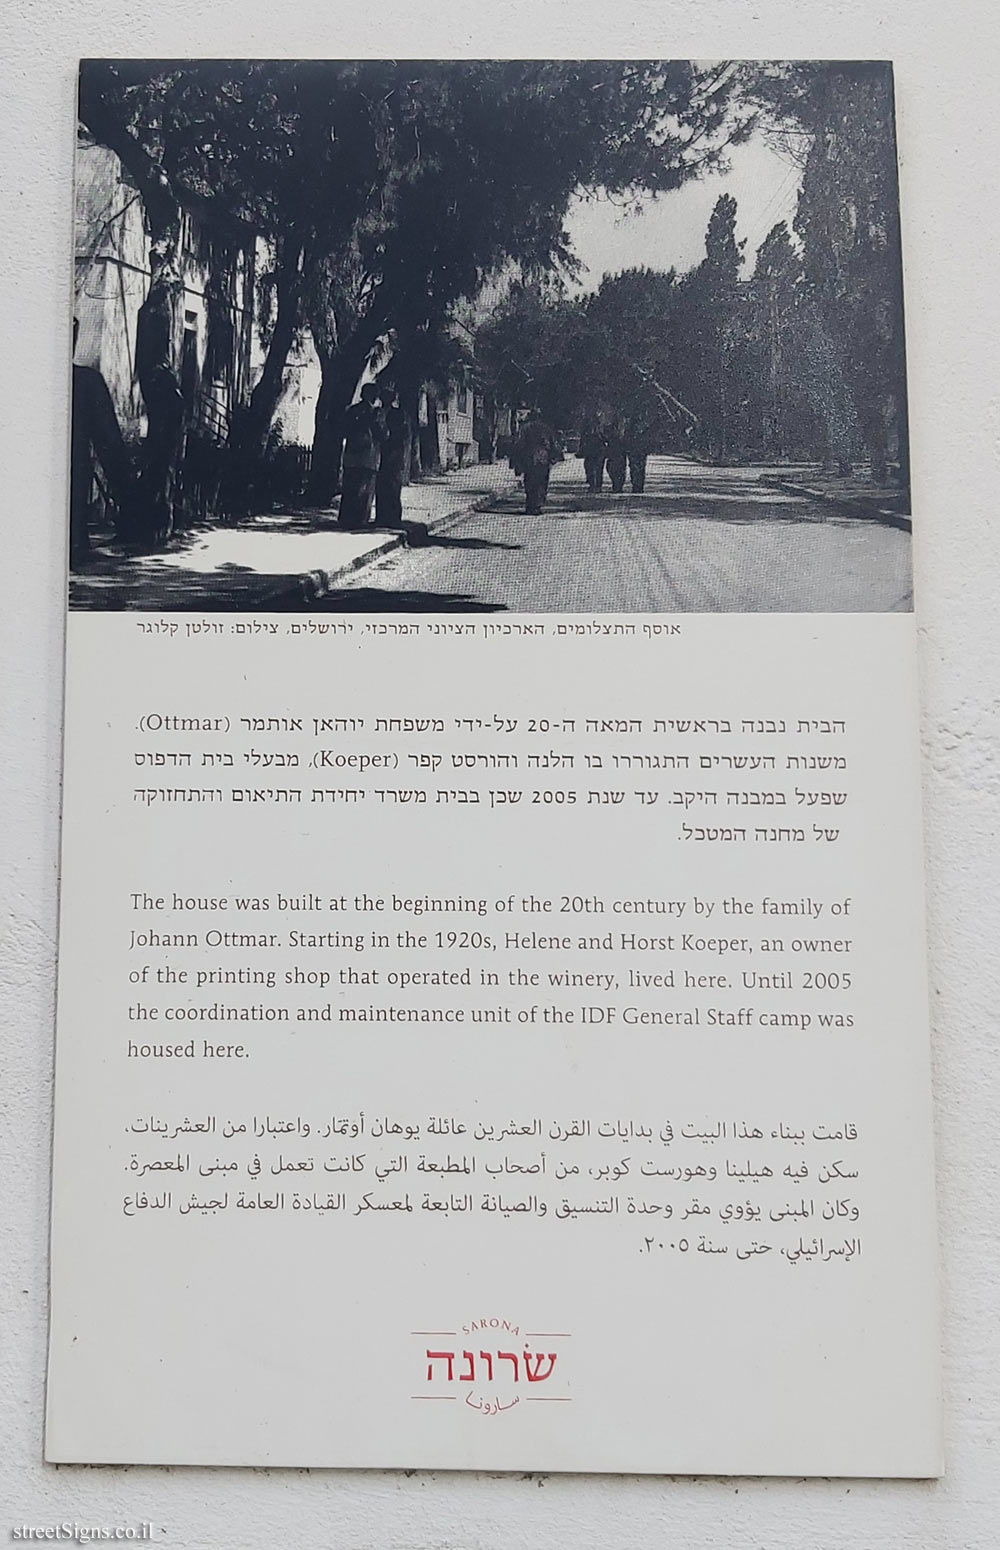 אוסף התצלומים, הארכיון הציוני המרכזי, ירושלים, צילום: זולטן קלוגר
הבית נבנה בראשית המאה ה-20 על-ידי משפחת יוהאן אותמר (Ottmar).
משנות העשרים התגוררו בו הלנה והורסט קפר (Koeper), מבעלי בית הדפוס
שפעל במבנה היקב. עד שנת 2005 שכן בבית משרד יחידת התיאום והתחזוקה
של מחנה המטכל.
The house was built at the beginning of the 20th century by the family of
Johann Ottmar. Starting in the 1920s, Helene and Horst Koeper, an owner
of the printing shop that operated in the winery, lived here. Until 2005
the coordination and maintenance unit of the IDF General Staff camp was
housed here.
قامت ببناء هذا البيت في بدايات القرن العشرين عائلة يوهان أوتمّار. واعتبارا من العشرينات،
سكن فيه هيلينا وهورست كوبر، من أصحاب المطبعة التي كانت تعمل في مبنى المعصرة.
وكان المبنى يؤوي مقر وحدة التنسيق والصيانة التابعة لمعسكر القيادة العامة لجيش الدفاع
الإسرائيلي، حتى سنة ٢٠٠٥.
SARONA
שׂרונה
سارونا
streetSigns.co.il